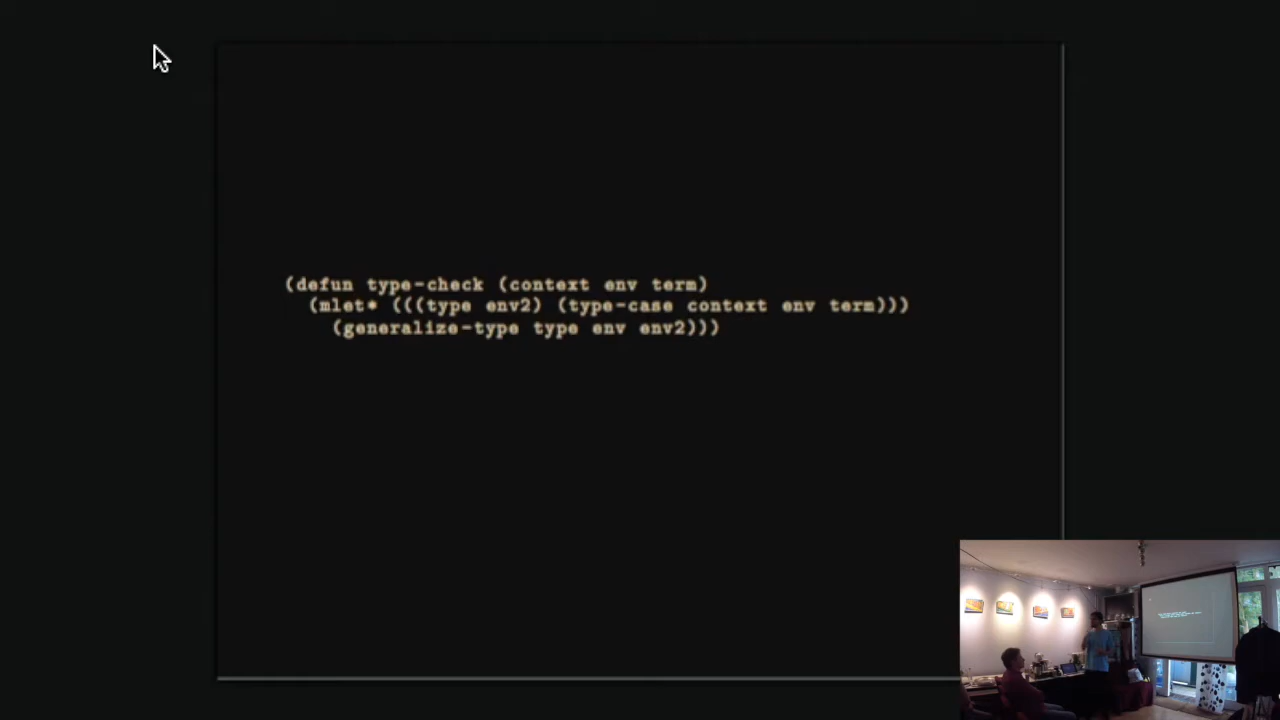 (defun type-check (context env term)
(mlet* (((type env2) (type-case context env term)))
(generalize-type type env env2)))